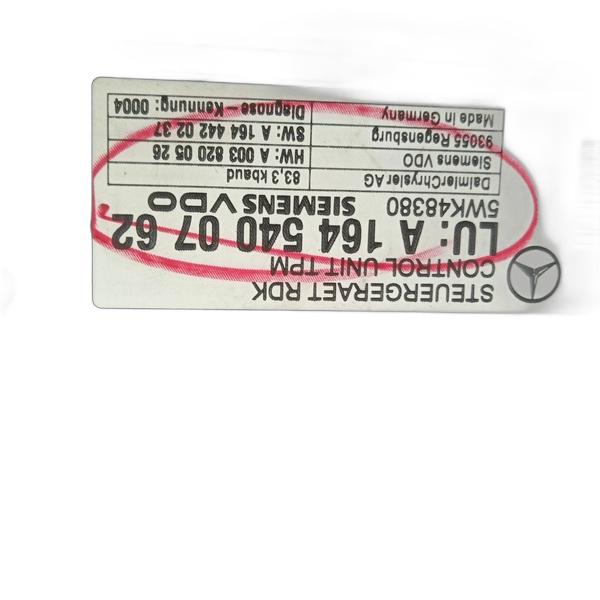 STEUERGERAET RDK
CONTROL UNIT TPM
LU: A 164 540 07 62
5WK48380 SIEMENS VDO
DaimlerChrysler AG 83,3 kbaud
Siemens VDO HW: A 003 820 05 26
93055 Regensburg SW: A 164 442 02 37
Made in Germany Diagnose - Kennung: 0004